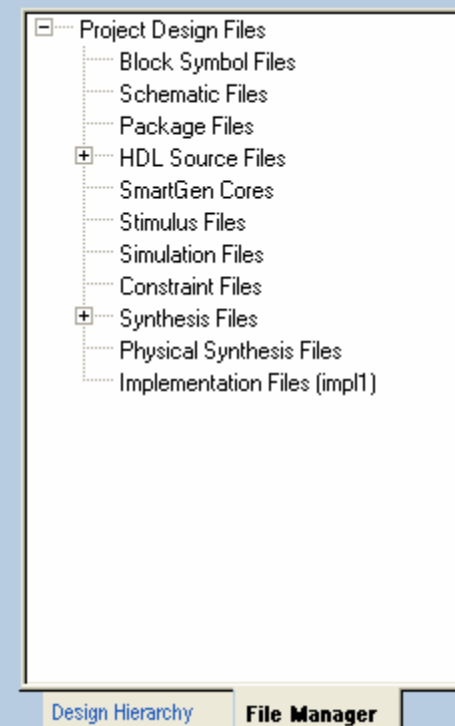 Project Design Files
Block Symbol Files
Schematic Files
Package Files
HDL Source Files
SmartGen Cores
Stimulus Files
Simulation Files
Constraint Files
Synthesis Files
Physical Synthesis Files
Implementation Files (impl1)
Design Hierarchy File Manager